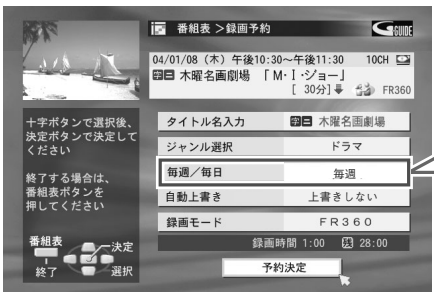 番組表 >録画予約
GGUIDE
04/01/08（木）午後10:30～午後11:30 10CH
字二 木曜名画劇場 「M・I・ジョー」
[ 30分] FR360
十字ボタンで選択後、
決定ボタンで決定して
ください
終了する場合は、
番組表ボタンを
押してください
タイトル名入力 字二 木曜名画劇場
ジャンル選択 ドラマ
毎週／毎日 毎週
自動上書き 上書きしない
録画モード FR360
録画時間 1:00 残 28:00
番組表
決定
終了 選択
予約決定